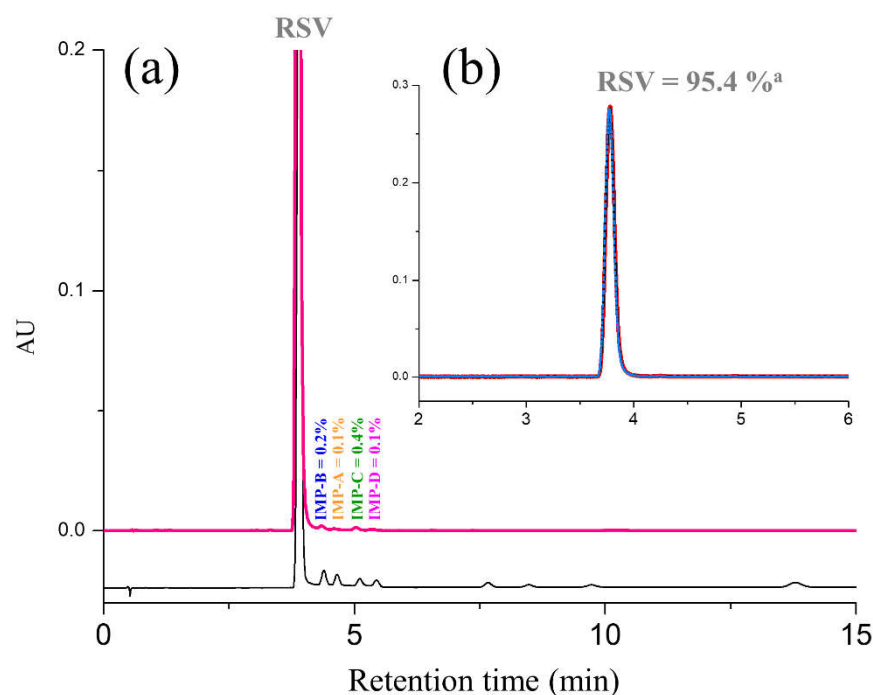 RSV
(a)
(b)
RSV = 95.4 %ᵃ
0.3
0.2
0.1
0.0
2
3
4
5
6
0.2
0.1
0.0
AU
IMP-B = 0.2%
IMP-A = 0.1%
IMP-C = 0.4%
IMP-D = 0.1%
0
5
10
15
Retention time (min)